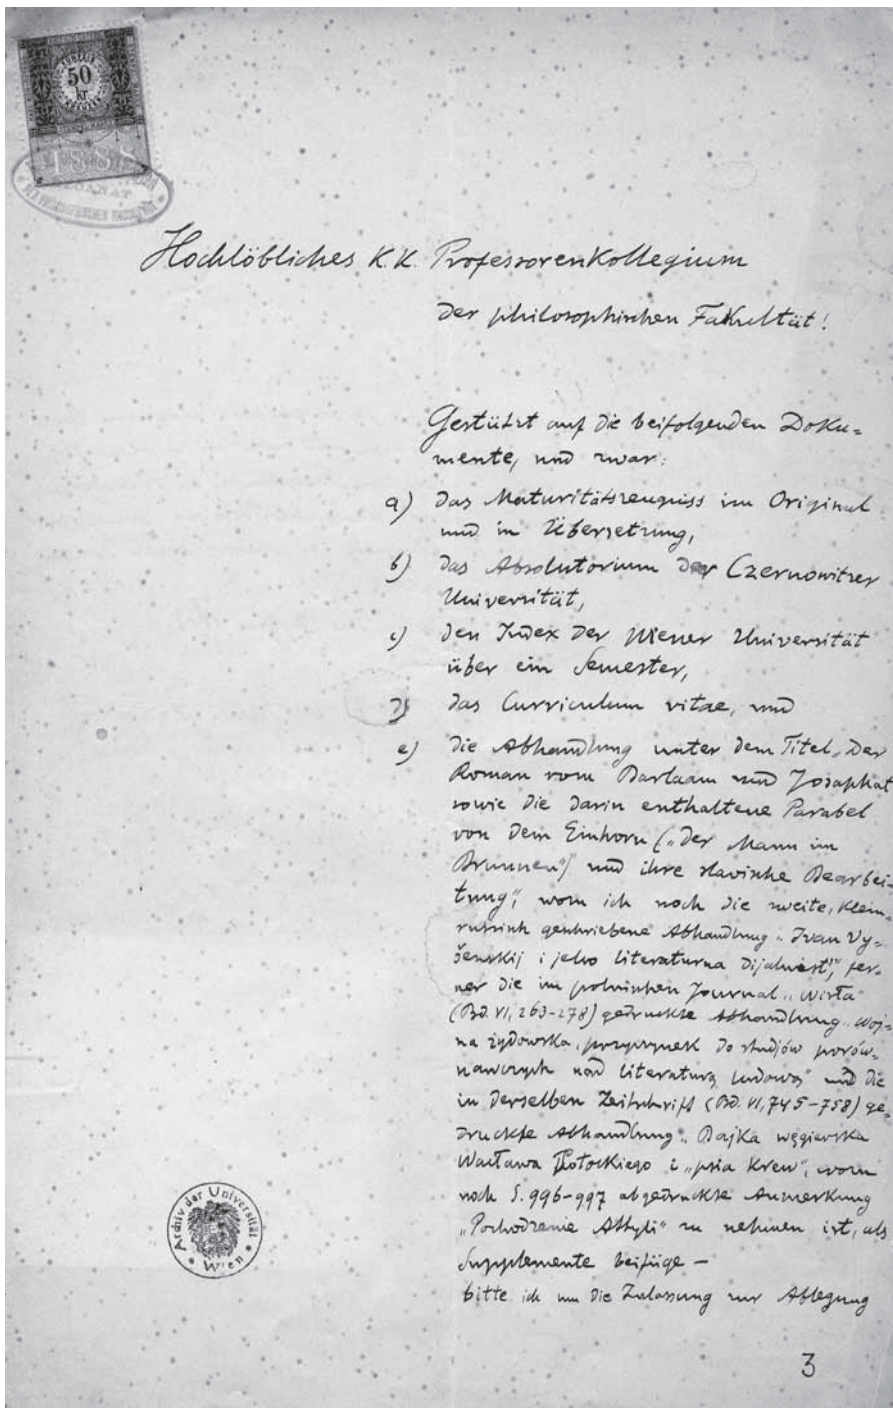 50
kr.
1888
DEKANAT
Hochlöbliches K.K. Professorenkollegium
der philosophischen Fakultät!
Gestützt auf die beifolgenden Doku=
mente, und zwar:
a) das Maturitätszeugniss im Original
und in Übersetzung,
b) das Absolutorium der Czernowitzer
Universität,
c) den Index der Wiener Universität
über ein Semester,
d) das Curriculum vitae, und
e) die Abhandlung unter dem Titel „Der
Roman vom Barlaam und Josaphat
sowie die darin enthaltene Parabel
von dem Einhorn („Der Mann im
Brunnen") und ihre slavische Bearbei-
tung", wozu ich noch die zweite, klein=
russisch geschriebene Abhandlung „Ivan Vy=
šenskij i jeho literaturna dijalnist'", fer=
ner die im polnischen Journal „Wisła"
(Bd. VI, 263-278) gedruckte Abhandlung „Woj=
na żydowska, przyczynek do studjów porów=
nawczych nad literaturą ludową" und die
in derselben Zeitschrift (Bd. VI, 745-758) ge=
druckte Abhandlung „Bajka węgierska
Wacława Potockiego i „psia krew", wozu
noch S. 996-997 abgedruckte Anmerkung
„Pochodzenie Attyli" zu nehmen ist, als
Supplemente beifüge —
bitte ich um die Zulassung zur Ablegung
Archiv der Universität
Wien
3